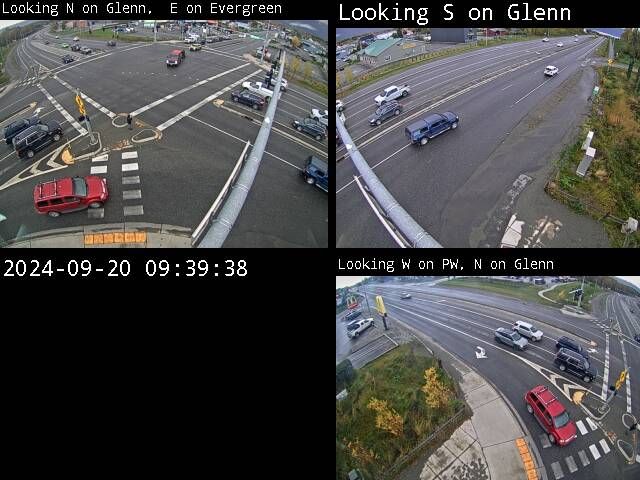 Looking N on Glenn,  E on Evergreen
Looking S on Glenn
2024-09-20 09:39:38
Looking W on PW, N on Glenn